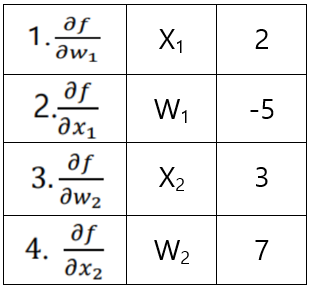 1. ∂f/∂w₁ X₁ 2
2. ∂f/∂x₁ W₁ -5
3. ∂f/∂w₂ X₂ 3
4. ∂f/∂x₂ W₂ 7